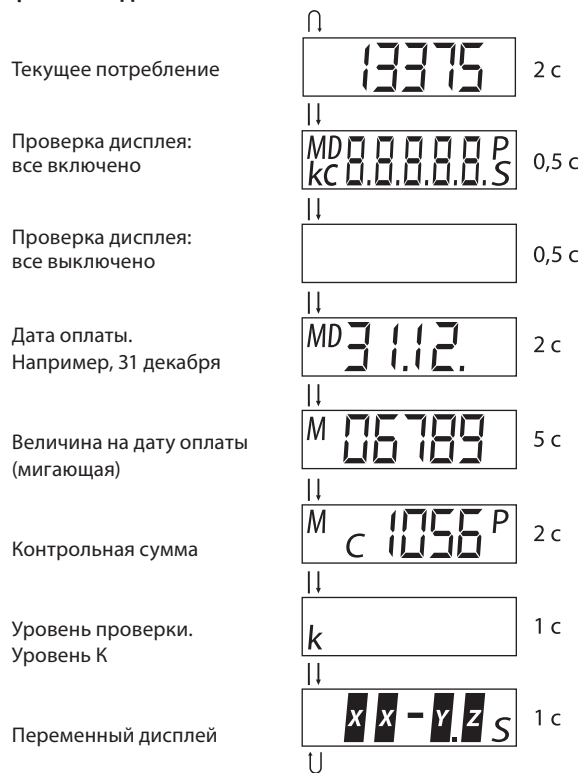 Текущее потребление
13375
2 с
Проверка дисплея:
все включено
MD 8.8.8.8.8. P
kC S
0,5 с
Проверка дисплея:
все выключено
0,5 с
Дата оплаты.
Например, 31 декабря
MD 31.12.
2 с
Величина на дату оплаты
(мигающая)
M 06789
5 с
Контрольная сумма
M C 1056 P
2 с
Уровень проверки.
Уровень К
k
1 с
Переменный дисплей
X X - Y.Z S
1 с